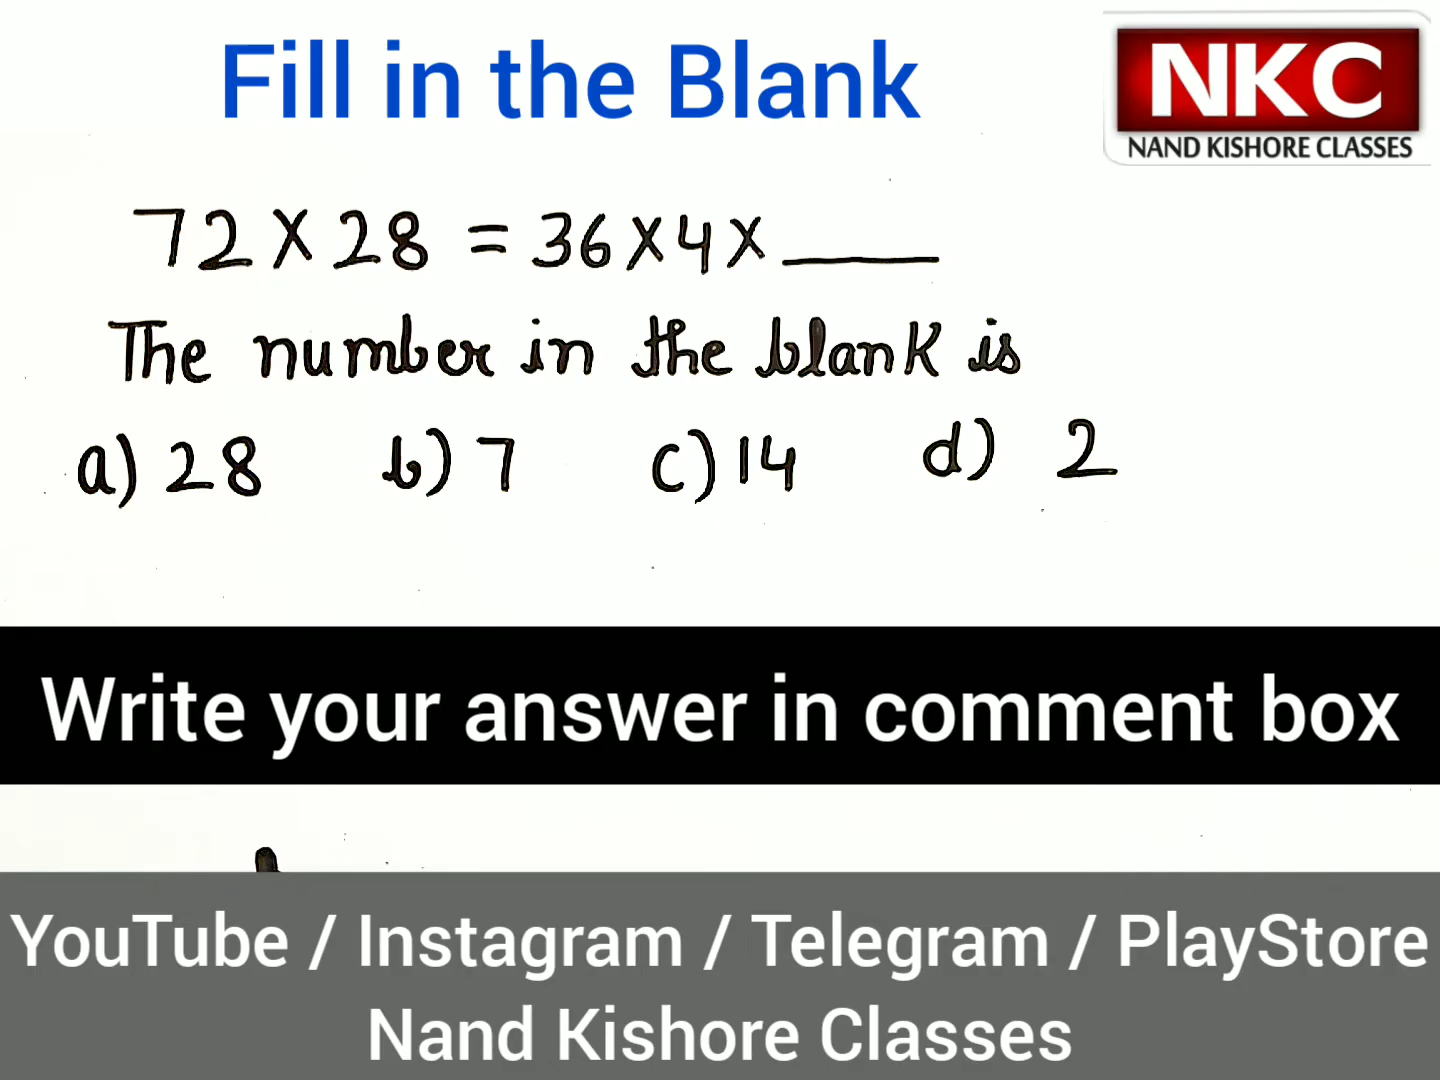 Fill in the Blank
NKC
NAND KISHORE CLASSES
72 X 28 = 36 X 4 X ____
The number in the blank is
a) 28 b) 7 c) 14 d) 2
Write your answer in comment box
YouTube / Instagram / Telegram / PlayStore
Nand Kishore Classes